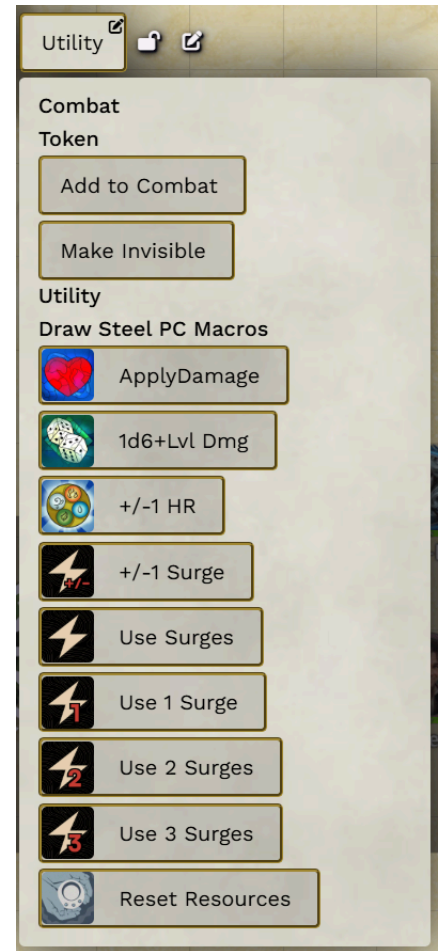 Utility
Combat
Token
Add to Combat
Make Invisible
Utility
Draw Steel PC Macros
ApplyDamage
1d6+Lvl Dmg
+/-1 HR
+/- +/-1 Surge
Use Surges
1 Use 1 Surge
2 Use 2 Surges
3 Use 3 Surges
Reset Resources